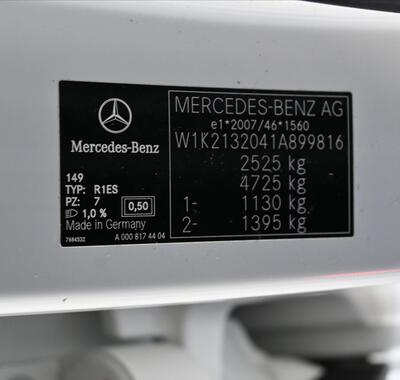 Mercedes-Benz
149
TYP: R1ES
PZ: 7
1,0 % 0,50
Made in Germany
7684532 A 000 817 44 04
MERCEDES-BENZ AG
e1*2007/46*1560
W1K2132041A899816
2525 kg
4725 kg
1- 1130 kg
2- 1395 kg